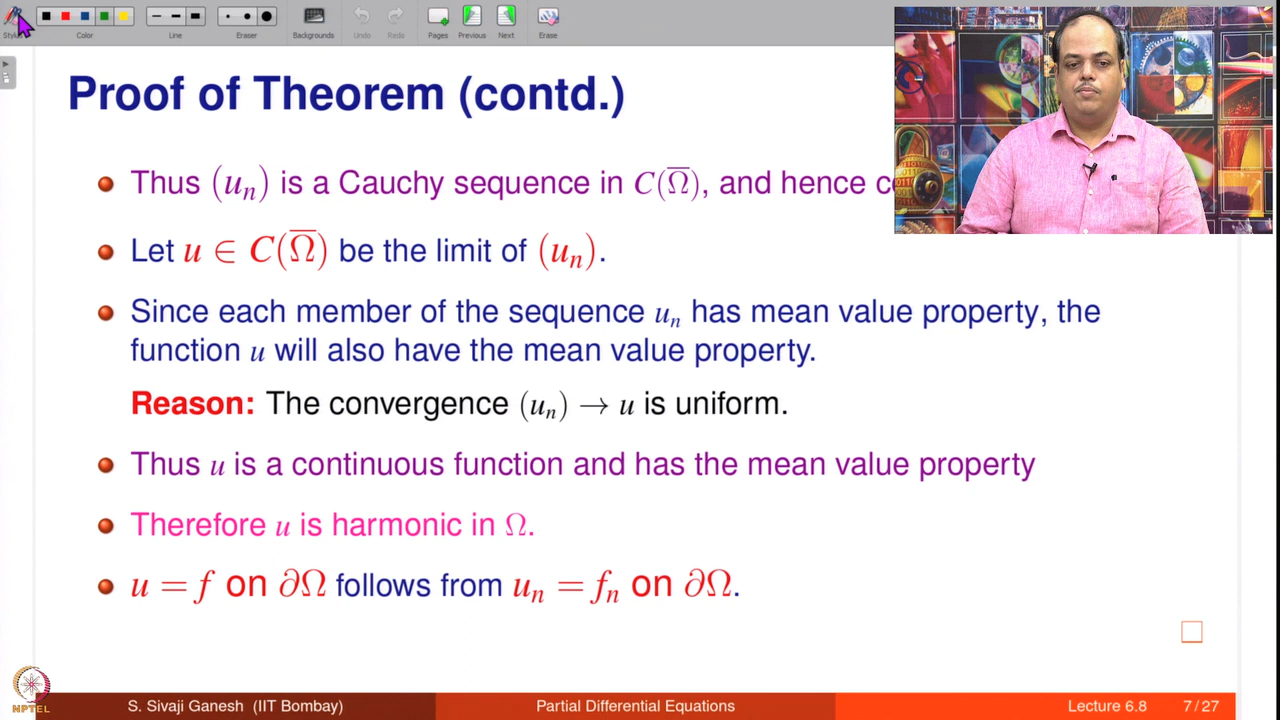 Color
Line
Eraser
Backgrounds
Undo
Redo
Pages
Previous
Next
Erase
Proof of Theorem (contd.)
Thus (uₙ) is a Cauchy sequence in C(Ω̅), and hence
Let u ∈ C(Ω̅) be the limit of (uₙ).
Since each member of the sequence uₙ has mean value property, the
function u will also have the mean value property.
Reason: The convergence (uₙ) → u is uniform.
Thus u is a continuous function and has the mean value property
Therefore u is harmonic in Ω.
u = f on ∂Ω follows from uₙ = fₙ on ∂Ω.
NPTEL
S. Sivaji Ganesh (IIT Bombay)
Partial Differential Equations
Lecture 6.8
7 / 27